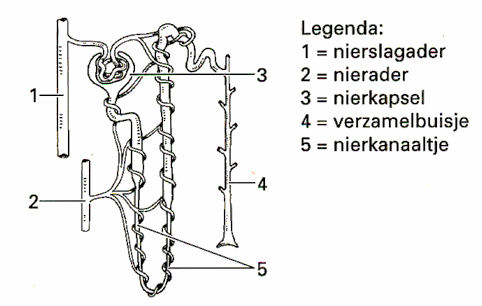 Legenda:
1 = nierslagader
2 = nierader
3 = nierkapsel
4 = verzamelbuisje
5 = nierkanaaltje
1
2
3
4
5